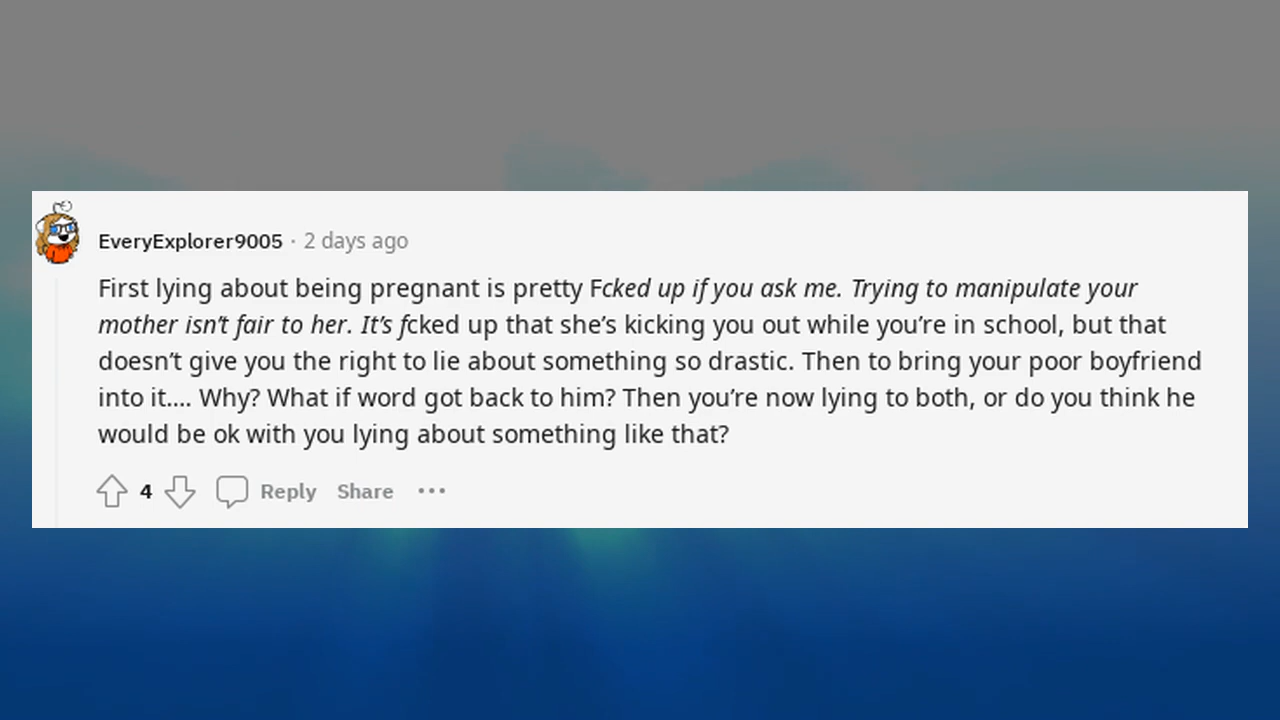 EveryExplorer9005 · 2 days ago
First lying about being pregnant is pretty Fcked up if you ask me. Trying to manipulate your
mother isn’t fair to her. It’s fcked up that she’s kicking you out while you’re in school, but that
doesn’t give you the right to lie about something so drastic. Then to bring your poor boyfriend
into it.... Why? What if word got back to him? Then you’re now lying to both, or do you think he
would be ok with you lying about something like that?
4 Reply Share